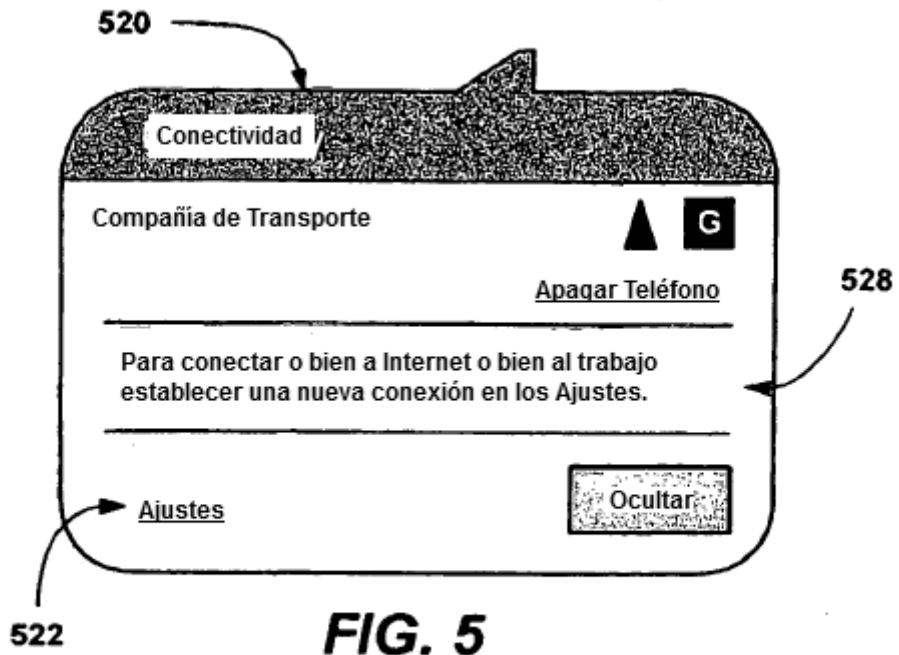 520
Conectividad
Compañía de Transporte
G
Apagar Teléfono
528
Para conectar o bien a Internet o bien al trabajo
establecer una nueva conexión en los Ajustes.
Ajustes
Ocultar
522
FIG. 5